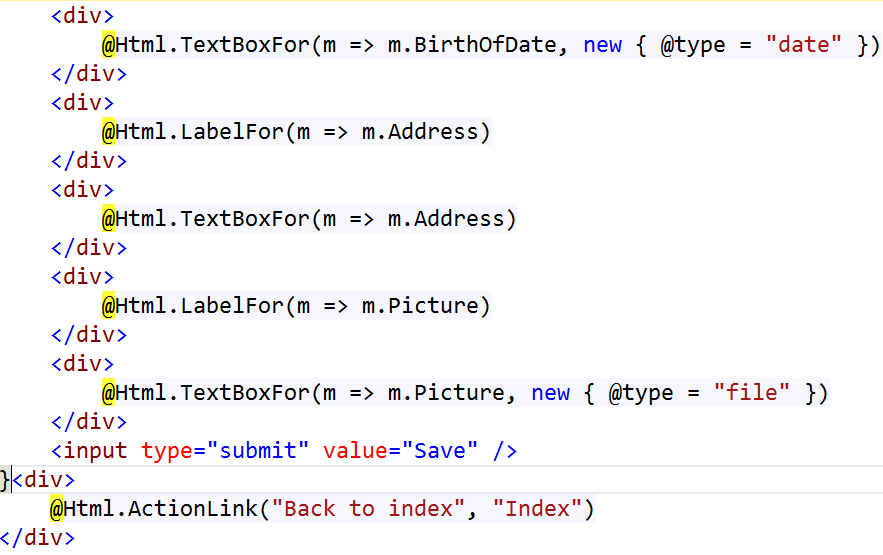 <div>
@Html.TextBoxFor(m => m.BirthOfDate, new { @type = "date" })
</div>
<div>
@Html.LabelFor(m => m.Address)
</div>
<div>
@Html.TextBoxFor(m => m.Address)
</div>
<div>
@Html.LabelFor(m => m.Picture)
</div>
<div>
@Html.TextBoxFor(m => m.Picture, new { @type = "file" })
</div>
<input type="submit" value="Save" />
}<div>
@Html.ActionLink("Back to index", "Index")
</div>